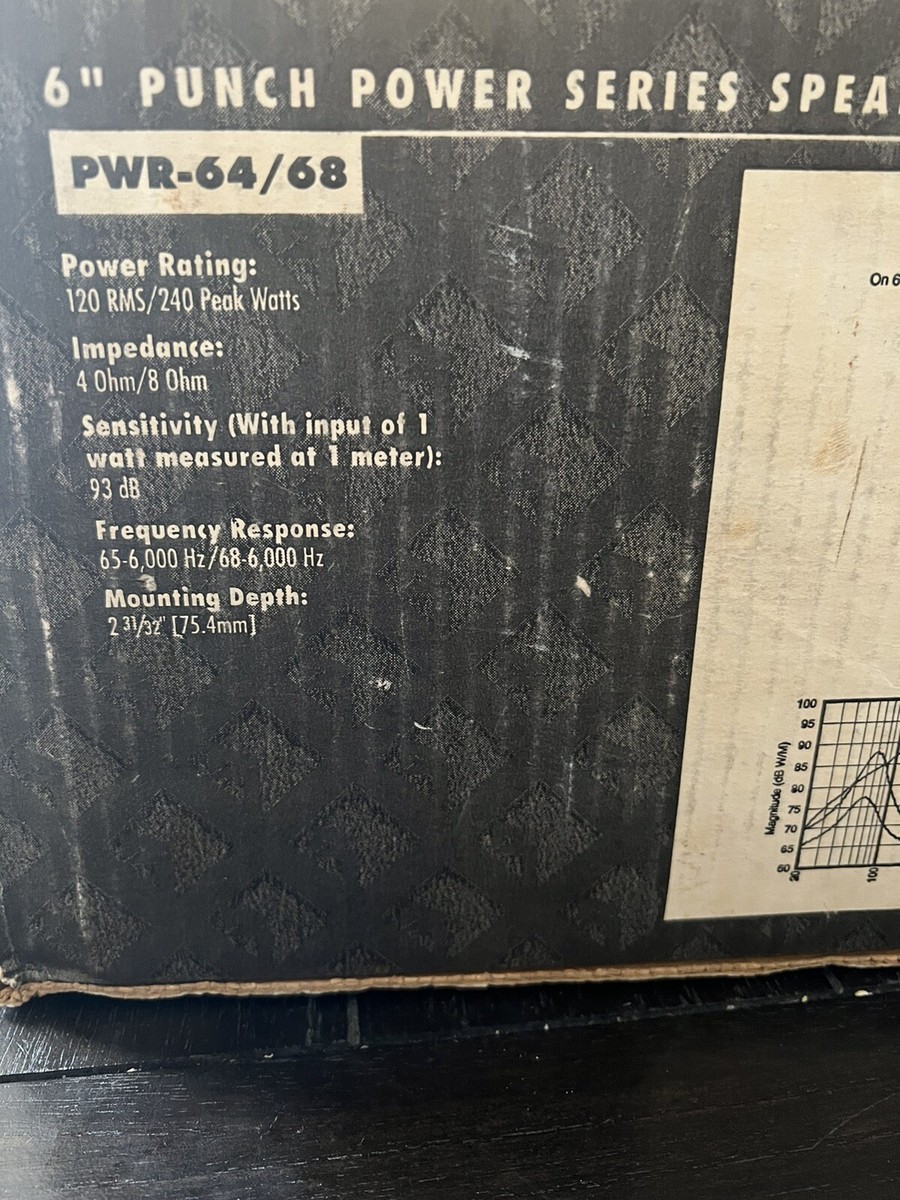 6" PUNCH POWER SERIES SPEA
PWR-64/68
Power Rating:
120 RMS/240 Peak Watts
Impedance:
4 Ohm/8 Ohm
Sensitivity (With input of 1
watt measured at 1 meter):
93 dB
Frequency Response:
65-6,000 Hz/68-6,000 Hz
Mounting Depth:
2 31/32" [75.4mm]
On 6
Magnitude (dB W/M)
100
95
90
85
80
75
70
65
60
20
100